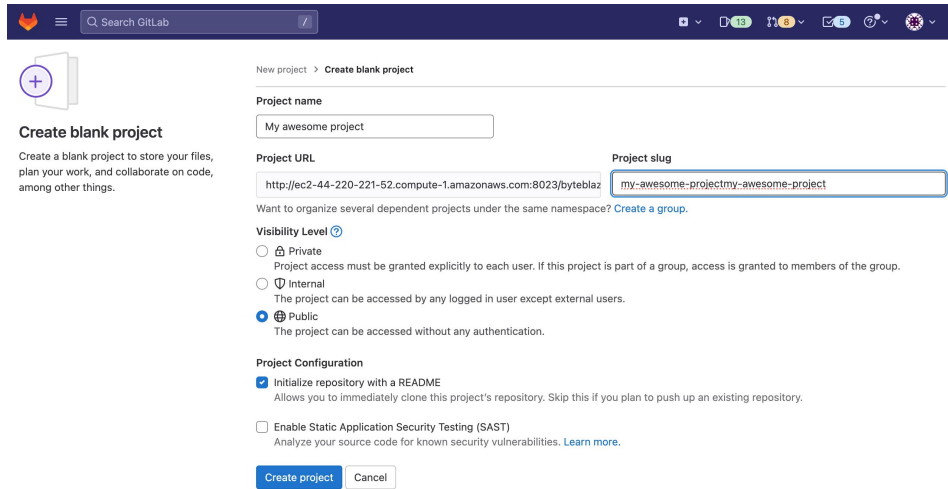 Search GitLab /
13 8 5
New project > Create blank project
Create blank project
Create a blank project to store your files,
plan your work, and collaborate on code,
among other things.
Project name
My awesome project
Project URL
http://ec2-44-220-221-52.compute-1.amazonaws.com:8023/byteblaz
Project slug
my-awesome-projectmy-awesome-project
Want to organize several dependent projects under the same namespace? Create a group.
Visibility Level ?
Private
Project access must be granted explicitly to each user. If this project is part of a group, access is granted to members of the group.
Internal
The project can be accessed by any logged in user except external users.
Public
The project can be accessed without any authentication.
Project Configuration
Initialize repository with a README
Allows you to immediately clone this project's repository. Skip this if you plan to push up an existing repository.
Enable Static Application Security Testing (SAST)
Analyze your source code for known security vulnerabilities. Learn more.
Create project Cancel